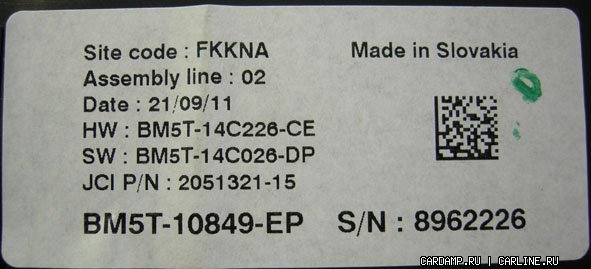 Site code : FKKNA Made in Slovakia
Assembly line : 02
Date : 21/09/11
HW : BM5T-14C226-CE
SW : BM5T-14C026-DP
JCI P/N : 2051321-15
BM5T-10849-EP S/N : 8962226
CARDAMP.RU | CARLINE.RU